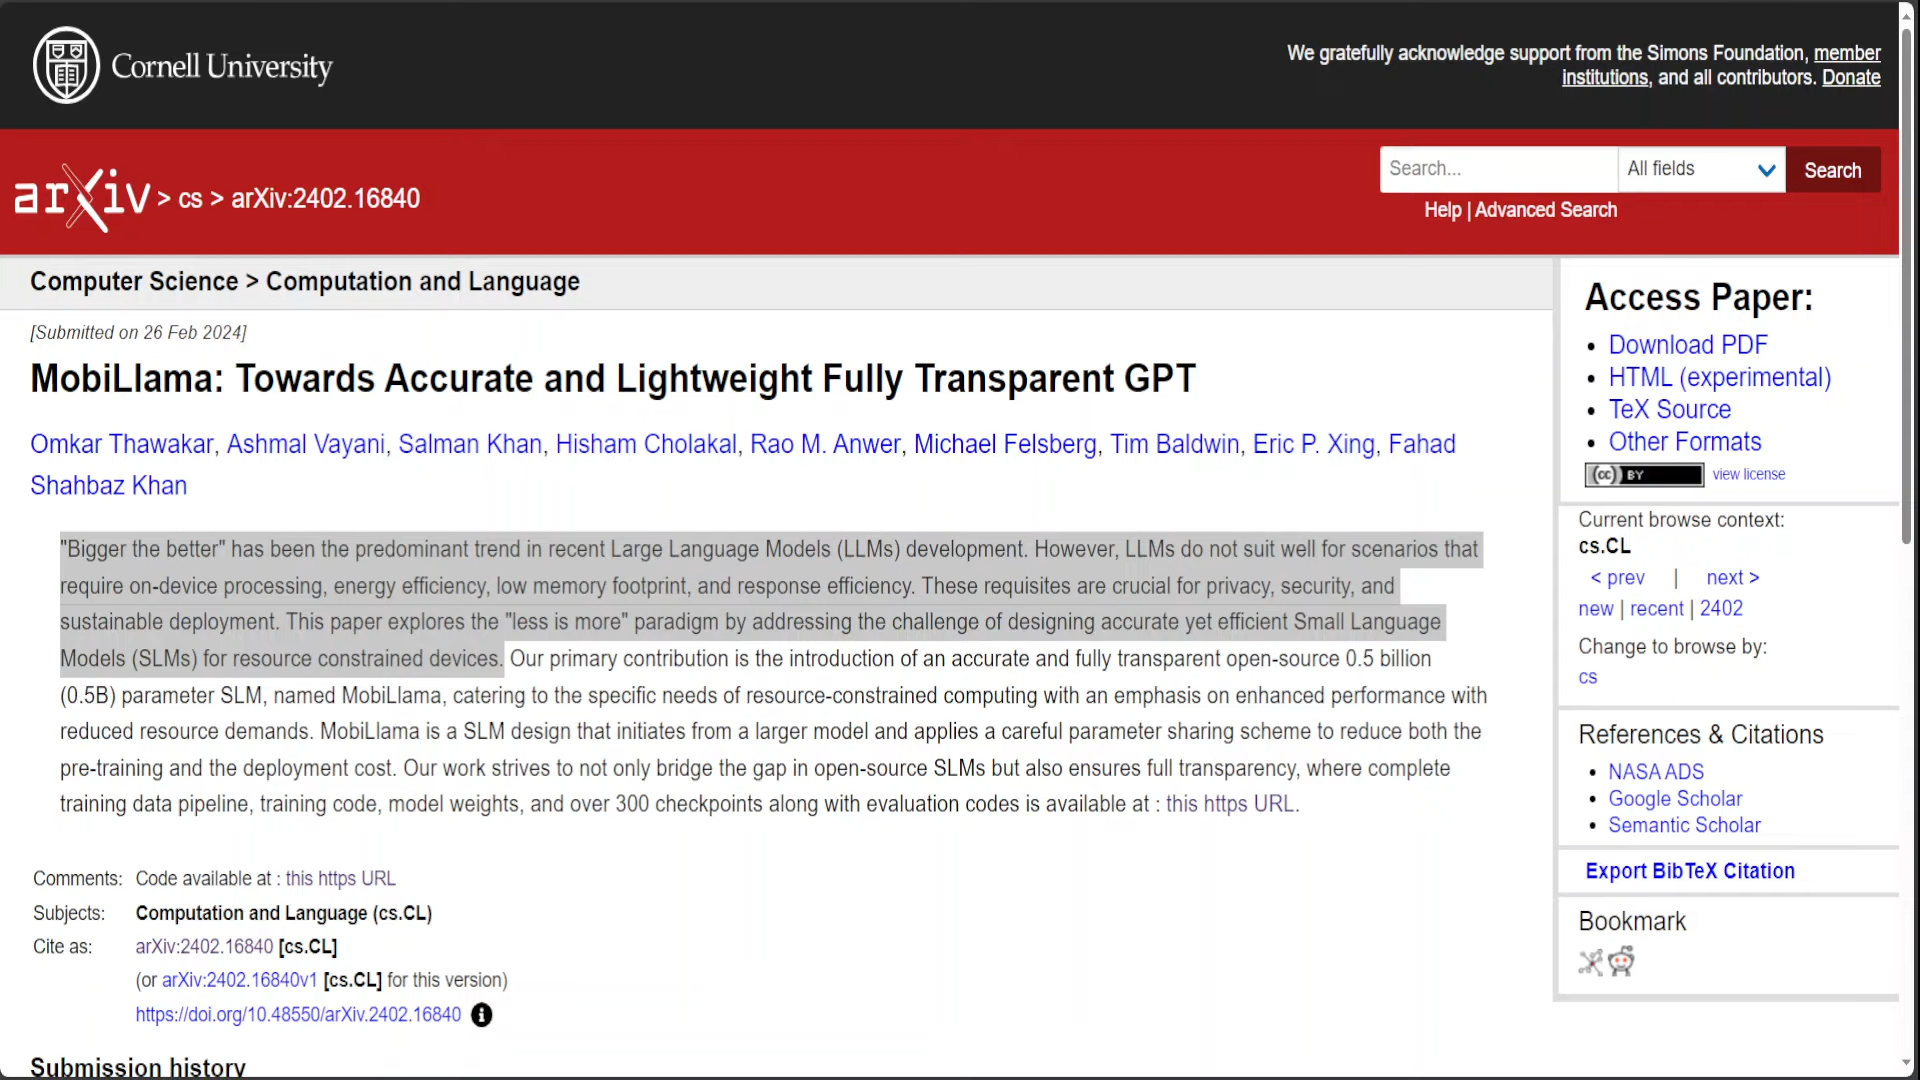 Cornell University
We gratefully acknowledge support from the Simons Foundation, member
institutions, and all contributors. Donate
arXiv > cs > arXiv:2402.16840
Search...
All fields
Search
Help | Advanced Search
Computer Science > Computation and Language
[Submitted on 26 Feb 2024]
MobiLlama: Towards Accurate and Lightweight Fully Transparent GPT
Omkar Thawakar, Ashmal Vayani, Salman Khan, Hisham Cholakal, Rao M. Anwer, Michael Felsberg, Tim Baldwin, Eric P. Xing, Fahad
Shahbaz Khan
"Bigger the better" has been the predominant trend in recent Large Language Models (LLMs) development. However, LLMs do not suit well for scenarios that
require on-device processing, energy efficiency, low memory footprint, and response efficiency. These requisites are crucial for privacy, security, and
sustainable deployment. This paper explores the "less is more" paradigm by addressing the challenge of designing accurate yet efficient Small Language
Models (SLMs) for resource constrained devices. Our primary contribution is the introduction of an accurate and fully transparent open-source 0.5 billion
(0.5B) parameter SLM, named MobiLlama, catering to the specific needs of resource-constrained computing with an emphasis on enhanced performance with
reduced resource demands. MobiLlama is a SLM design that initiates from a larger model and applies a careful parameter sharing scheme to reduce both the
pre-training and the deployment cost. Our work strives to not only bridge the gap in open-source SLMs but also ensures full transparency, where complete
training data pipeline, training code, model weights, and over 300 checkpoints along with evaluation codes is available at : this https URL.
Comments: Code available at : this https URL
Subjects: Computation and Language (cs.CL)
Cite as: arXiv:2402.16840 [cs.CL]
(or arXiv:2402.16840v1 [cs.CL] for this version)
https://doi.org/10.48550/arXiv.2402.16840
Submission history
Access Paper:
Download PDF
HTML (experimental)
TeX Source
Other Formats
(cc) BY view license
Current browse context:
cs.CL
< prev | next >
new | recent | 2402
Change to browse by:
cs
References & Citations
NASA ADS
Google Scholar
Semantic Scholar
Export BibTeX Citation
Bookmark